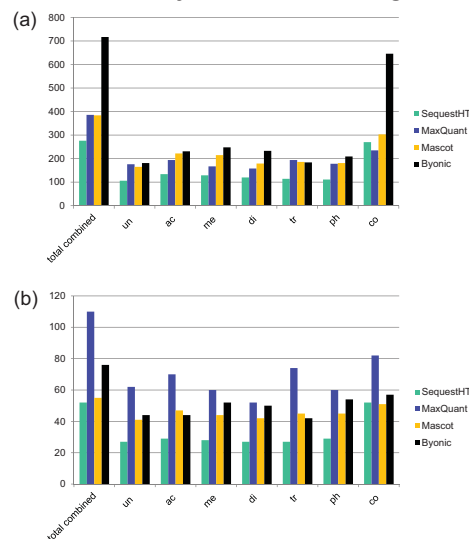 (a)
800
700
600
500
400
300
200
100
0
total combined
un
ac
me
di
tr
ph
co
SequestHT
MaxQuant
Mascot
Byonic
(b)
120
100
80
60
40
20
0
total combined
un
ac
me
di
tr
ph
co
SequestHT
MaxQuant
Mascot
Byonic